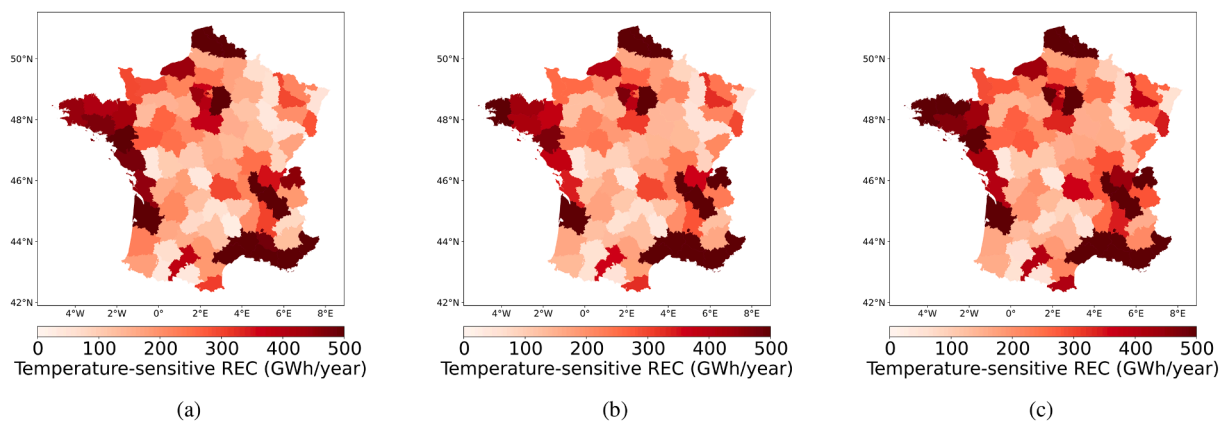 50°N
48°N
46°N
44°N
42°N
4°W 2°W 0° 2°E 4°E 6°E 8°E
0 100 200 300 400 500
Temperature-sensitive REC (GWh/year)
(a)
50°N
48°N
46°N
44°N
42°N
4°W 2°W 0° 2°E 4°E 6°E 8°E
0 100 200 300 400 500
Temperature-sensitive REC (GWh/year)
(b)
50°N
48°N
46°N
44°N
42°N
4°W 2°W 0° 2°E 4°E 6°E 8°E
0 100 200 300 400 500
Temperature-sensitive REC (GWh/year)
(c)